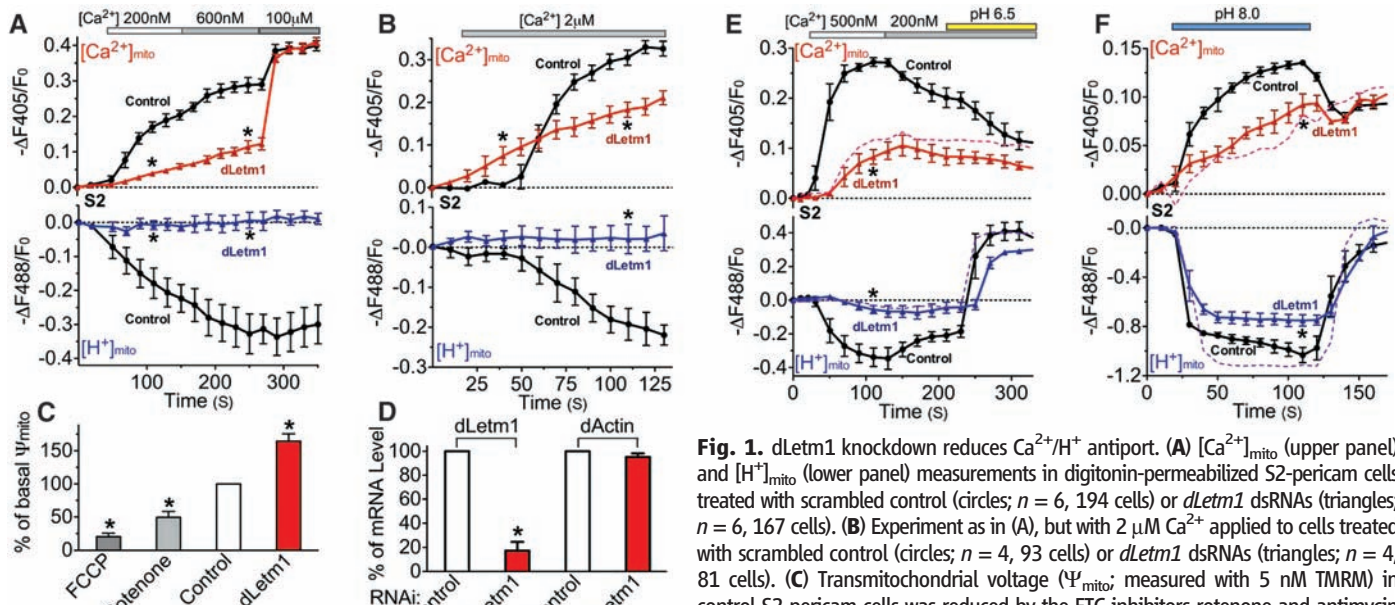 A
[Ca²⁺] 200nM 600nM 100μM
[Ca²⁺]mito
Control
*
*
dLetm1
S2
-ΔF405/F₀
0.4
0.3
0.2
0.1
0.0
-ΔF488/F₀
0.0
-0.1
-0.2
-0.3
-0.4
*
*
dLetm1
Control
[H⁺]mito
100 200 300
Time (S)
B
[Ca²⁺] 2μM
[Ca²⁺]mito
Control
*
*
dLetm1
S2
-ΔF405/F₀
0.3
0.2
0.1
0.0
-ΔF488/F₀
0.1
-0.0
-0.1
-0.2
-0.3
*
dLetm1
Control
[H⁺]mito
25 50 75 100 125
Time (S)
C
% of basal Ψmito
150
100
50
0
*
*
*
FCCP
Control
dLetm1
D
% of mRNA Level
100
80
60
40
20
0
dLetm1 dActin
*
RNAi:
E
[Ca²⁺] 500nM 200nM
pH 6.5
[Ca²⁺]mito
Control
*
dLetm1
S2
-ΔF405/F₀
0.3
0.2
0.1
0.0
-ΔF488/F₀
0.4
0.2
0.0
-0.2
-0.4
*
dLetm1
Control
[H⁺]mito
0 100 200 300
Time (S)
F
pH 8.0
[Ca²⁺]mito
Control
*
dLetm1
S2
-ΔF405/F₀
0.15
0.10
0.05
0.00
-ΔF488/F₀
-0.0
-0.4
-0.8
-1.2
dLetm1
*
Control
[H⁺]mito
0 50 100 150
Time (S)
Fig. 1. dLetm1 knockdown reduces Ca²⁺/H⁺ antiport. (A) [Ca²⁺]mito (upper panel)
and [H⁺]mito (lower panel) measurements in digitonin-permeabilized S2-pericam cells
treated with scrambled control (circles; n = 6, 194 cells) or dLetm1 dsRNAs (triangles;
n = 6, 167 cells). (B) Experiment as in (A), but with 2 μM Ca²⁺ applied to cells treated
with scrambled control (circles; n = 4, 93 cells) or dLetm1 dsRNAs (triangles; n = 4,
81 cells). (C) Transmitochondrial voltage (Ψmito; measured with 5 nM TMRM) in